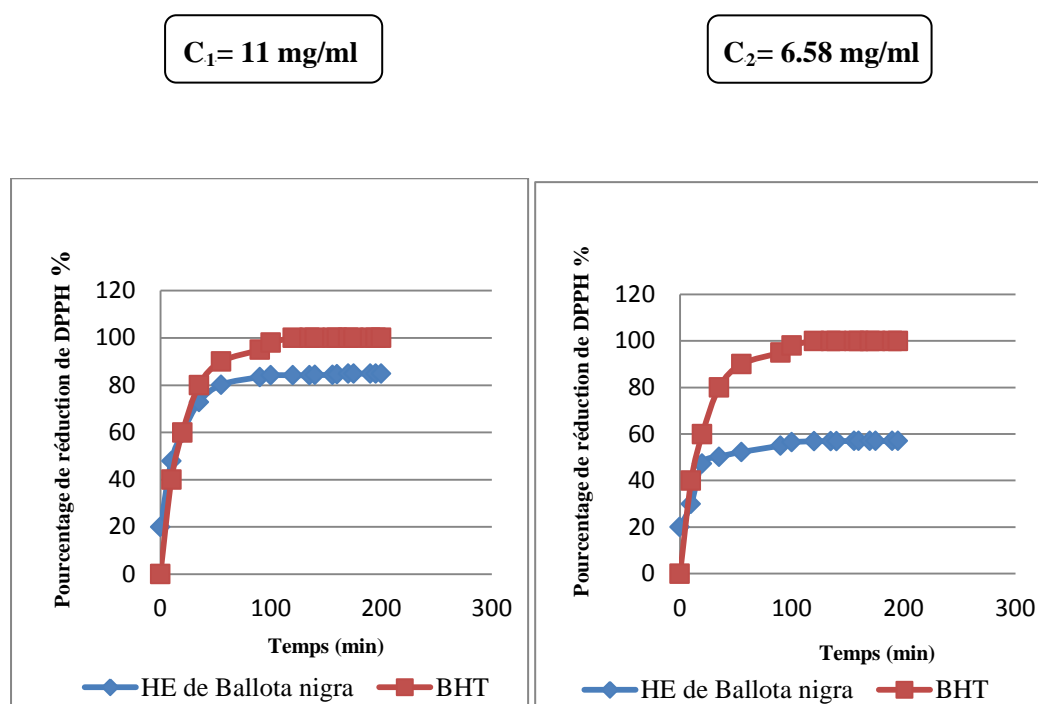 C.1= 11 mg/ml
C.2= 6.58 mg/ml
Pourcentage de réduction de DPPH %
120
100
80
60
40
20
0
0 100 200 300
Temps (min)
HE de Ballota nigra BHT
Pourcentage de réduction de DPPH %
120
100
80
60
40
20
0
0 100 200 300
Temps (min)
HE de Ballota nigra BHT